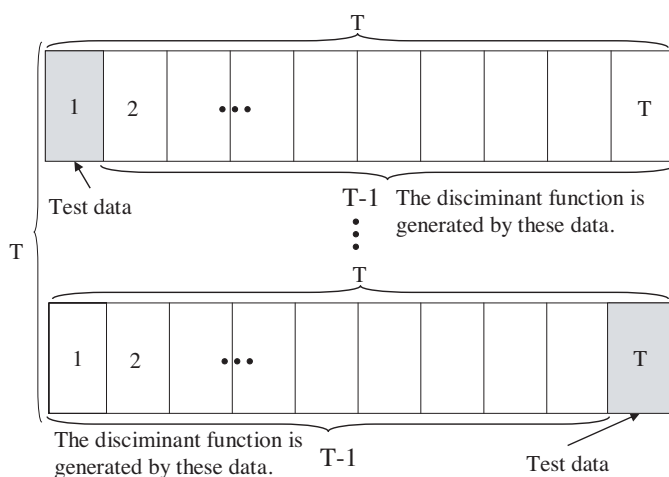 T
1 2 ••• T
Test data
T-1
The disciminant function is
generated by these data.
T
T
1 2 ••• T
The disciminant function is
generated by these data.
T-1
Test data